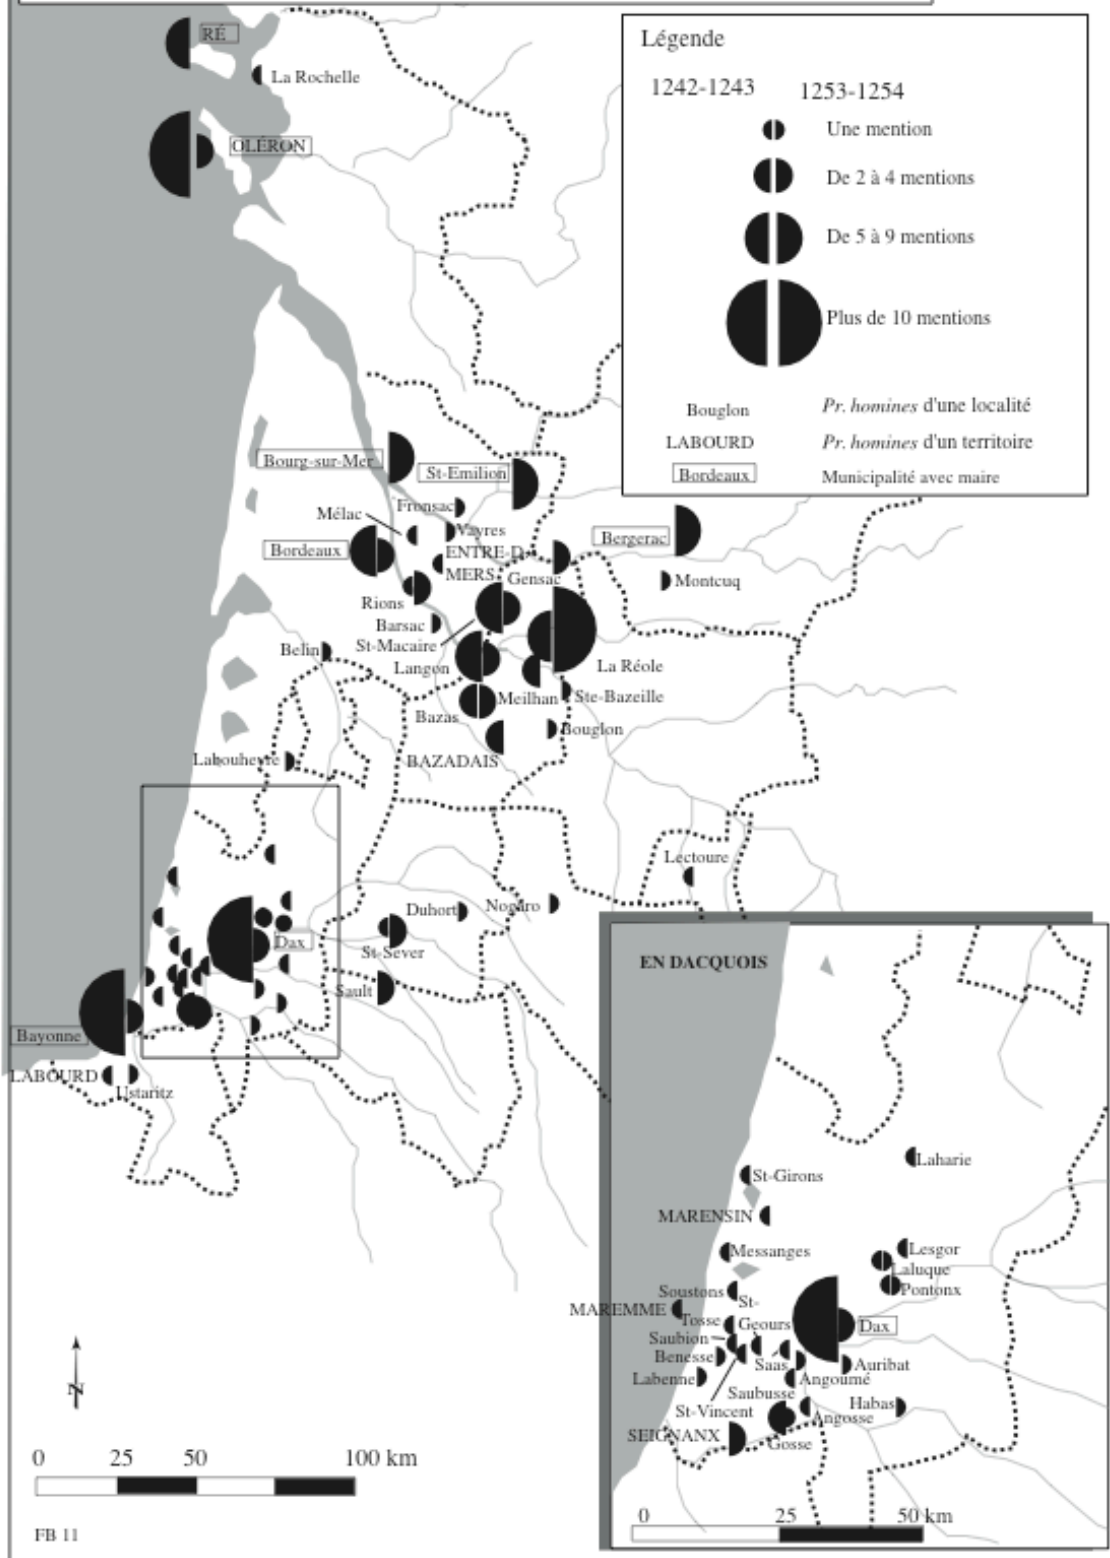 RÉ
La Rochelle
OLÉRON
Légende
1242-1243
1253-1254
Une mention
De 2 à 4 mentions
De 5 à 9 mentions
Plus de 10 mentions
Bouglon
Pr. homines d'une localité
LABOURD
Pr. homines d'un territoire
Bordeaux
Municipalité avec maire
Bourg-sur-Mer
St-Emilion
Fronsac
Mélac
Vayres
Bordeaux
ENTRE-D-
MERS
Gensac
Bergerac
Montcuq
Rions
Barsac
St-Macaire
Langon
Belin
La Réole
Meilhan
Ste-Bazeille
Bazas
Bouglon
BAZADAIS
Labouheyre
Lectoure
Duhort
Nogaro
Dax
St-Sever
Sault
Bayonne
LABOURD
Ustaritz
EN DACQUOIS
Laharie
St-Girons
MARENSIN
Messanges
Lesgor
Laluque
Pontonx
Soustons
St-
Geours
MAREMME
Tosse
Dax
Saubion
Benesse
Saas
Auribat
Labenne
Angoumé
Saubusse
St-Vincent
Habas
Angosse
SEIGNANX
Gosse
N
0 25 50 100 km
0 25 50 km
FB 11